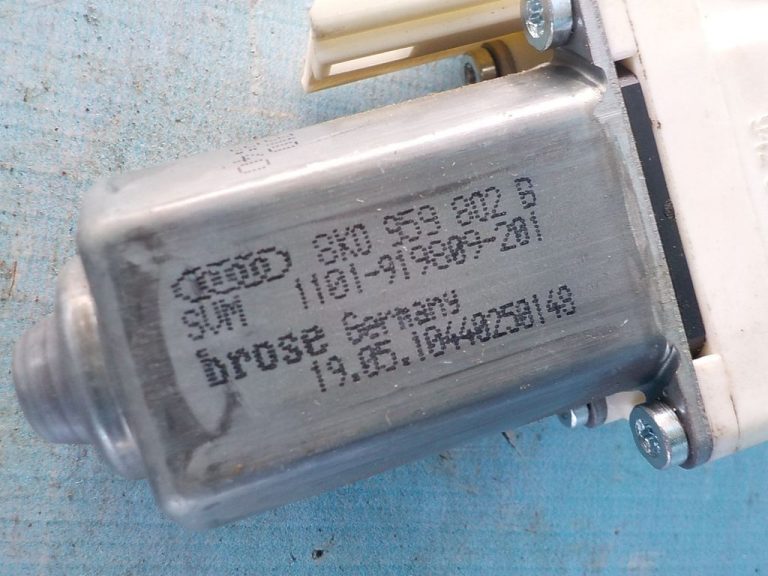 8K0 959 802 B
SVM 1101-919809-201
brose Germany
19.05.10440250148